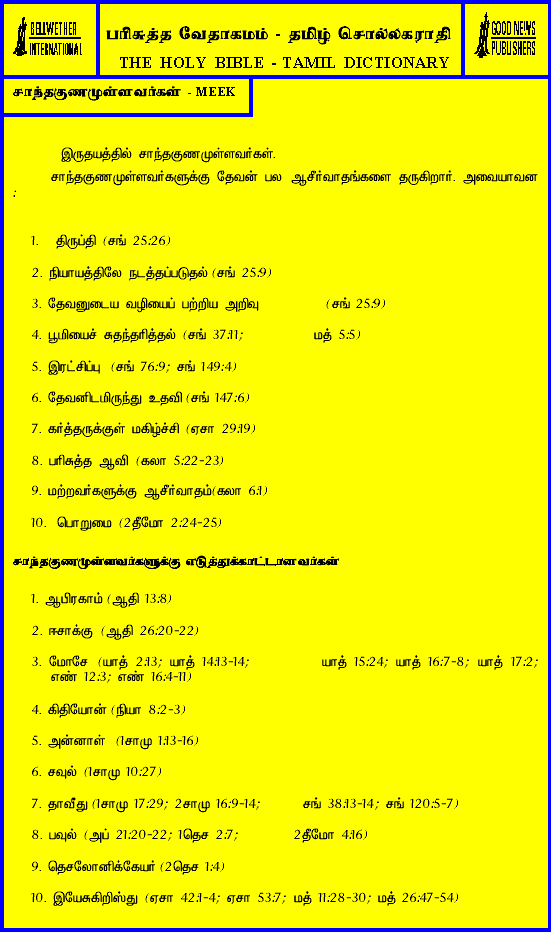 BELLWETHER
INTERNATIONAL
பரிசுத்த வேதாகமம் - தமிழ் சொல்லகராதி
THE HOLY BIBLE - TAMIL DICTIONARY
GOOD NEWS
PUBLISHERS
சாந்தகுணமுள்ளவர்கள் - MEEK
இருதயத்தில் சாந்தகுணமுள்ளவர்கள்.
சாந்தகுணமுள்ளவர்களுக்கு தேவன் பல ஆசீர்வாதங்களை தருகிறார். அவையாவன
:
1. திருப்தி (சங் 25:26)
2. நியாயத்திலே நடத்தப்படுதல் (சங் 25:9)
3. தேவனுடைய வழியைப் பற்றிய அறிவு (சங் 25:9)
4. பூமியைச் சுதந்தரித்தல் (சங் 37:11; மத் 5:5)
5. இரட்சிப்பு (சங் 76:9; சங் 149:4)
6. தேவனிடமிருந்து உதவி (சங் 147:6)
7. கர்த்தருக்குள் மகிழ்ச்சி (ஏசா 29:19)
8. பரிசுத்த ஆவி (கலா 5:22-23)
9. மற்றவர்களுக்கு ஆசீர்வாதம்(கலா 6:1)
10. பொறுமை (2தீமோ 2:24-25)
சாந்தகுணமுள்ளவர்களுக்கு எடுத்துக்காட்டானவர்கள்
1. ஆபிரகாம் (ஆதி 13:8)
2. ஈசாக்கு (ஆதி 26:20-22)
3. மோசே (யாத் 2:13; யாத் 14:13-14; யாத் 15:24; யாத் 16:7-8; யாத் 17:2;
எண் 12:3; எண் 16:4-11)
4. கிதியோன் (நியா 8:2-3)
5. அன்னாள் (1சாமு 1:13-16)
6. சவுல் (1சாமு 10:27)
7. தாவீது (1சாமு 17:29; 2சாமு 16:9-14; சங் 38:13-14; சங் 120:5-7)
8. பவுல் (அப் 21:20-22; 1தெச 2:7; 2தீமோ 4:16)
9. தெசலோனிக்கேயர் (2தெச 1:4)
10. இயேசுகிறிஸ்து (ஏசா 42:1-4; ஏசா 53:7; மத் 11:28-30; மத் 26:47-54)